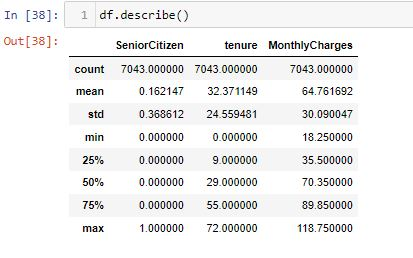 In [38]: 1 df.describe()
Out[38]:
SeniorCitizen tenure MonthlyCharges
count 7043.000000 7043.000000 7043.000000
mean 0.162147 32.371149 64.761692
std 0.368612 24.559481 30.090047
min 0.000000 0.000000 18.250000
25% 0.000000 9.000000 35.500000
50% 0.000000 29.000000 70.350000
75% 0.000000 55.000000 89.850000
max 1.000000 72.000000 118.750000